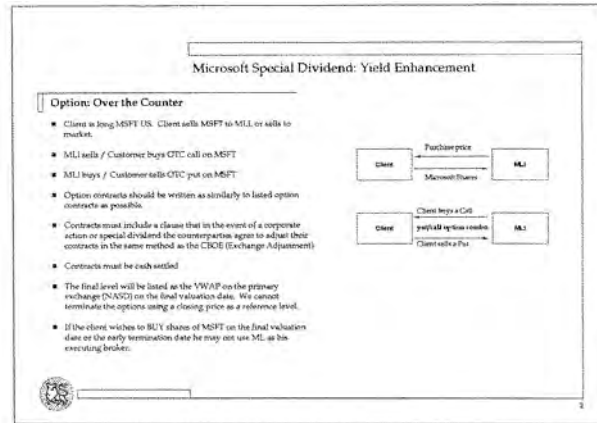 Microsoft Special Dividend: Yield Enhancement
Option: Over the Counter
■ Client is long MSFT US. Client sells MSFT to MLI, or sells to
market.
■ MLI sells / Customer buys OTC call on MSFT
■ MLI buys / Customer sells OTC put on MSFT
■ Option contracts should be written as similarly to listed option
contracts as possible.
■ Contracts must include a clause that in the event of a corporate
action or special dividend the counterparties agree to adjust their
contracts in the same method as the CBOE (Exchange Adjustment)
■ Contracts must be cash settled
■ The final level will be listed as the VWAP on the primary
exchange (NASD) on the final valuation date. We cannot
terminate the options using a closing price as a reference level.
■ If the client wishes to BUY shares of MSFT on the final valuation
date or the early termination date he may not use ML as his
executing broker.
Purchase price
Client
MLI
Microsoft Shares
Client buys a Call
Client
put/call option combo
MLI
Client sells a Put